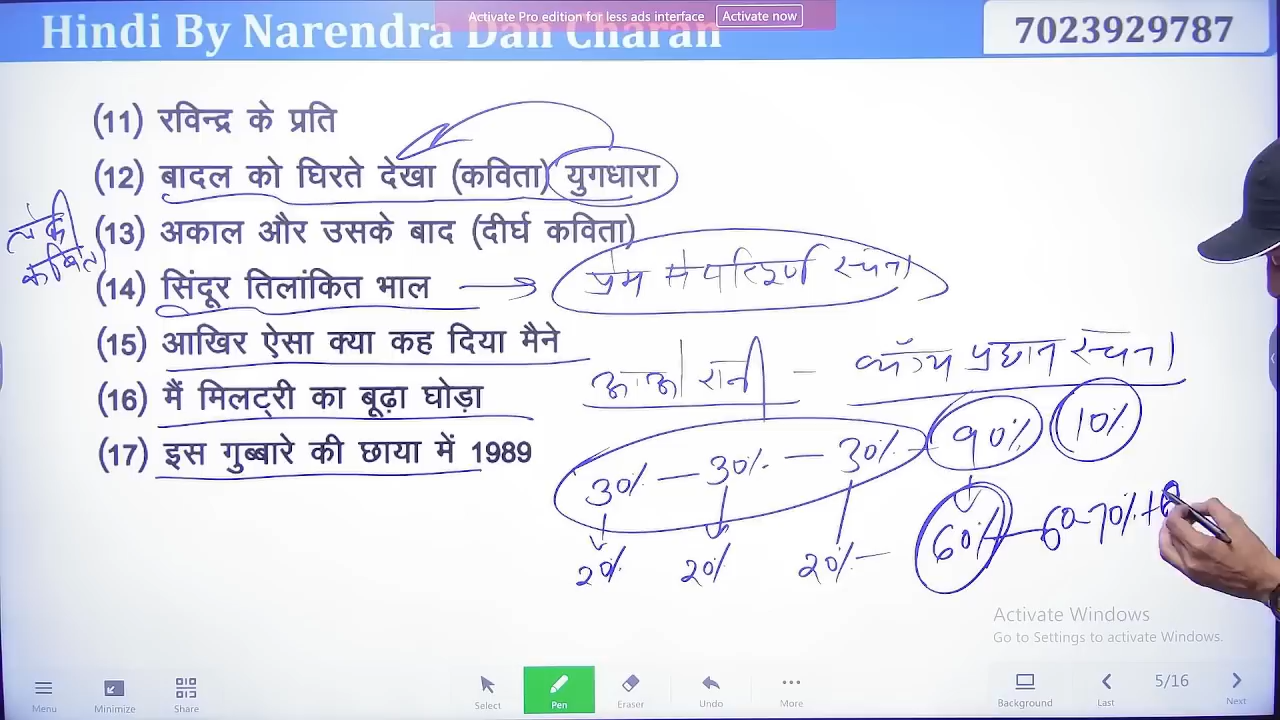 Activate Pro edition for less ads interface Activate now
Hindi By Narendra Dan Charan
7023929787
(11) रविन्द्र के प्रति
(12) बादल को घिरते देखा (कविता) युगधारा
(13) अकाल और उसके बाद (दीर्घ कविता)
(14) सिंदूर तिलांकित भाल
प्रेम से परिपूर्ण रचना
(15) आखिर ऐसा क्या कह दिया मैने
रानी – व्यंग्य प्रधान रचना
(16) मैं मिलट्री का बूढ़ा घोड़ा
(17) इस गुब्बारे की छाया में 1989
30% — 30% — 30% 90% 10%
20% 20% 20% — 60% — 60-70%+
Activate Windows
Go to Settings to activate Windows.
Menu Minimize Share Select Pen Eraser Undo More Background Last 5/16 Next